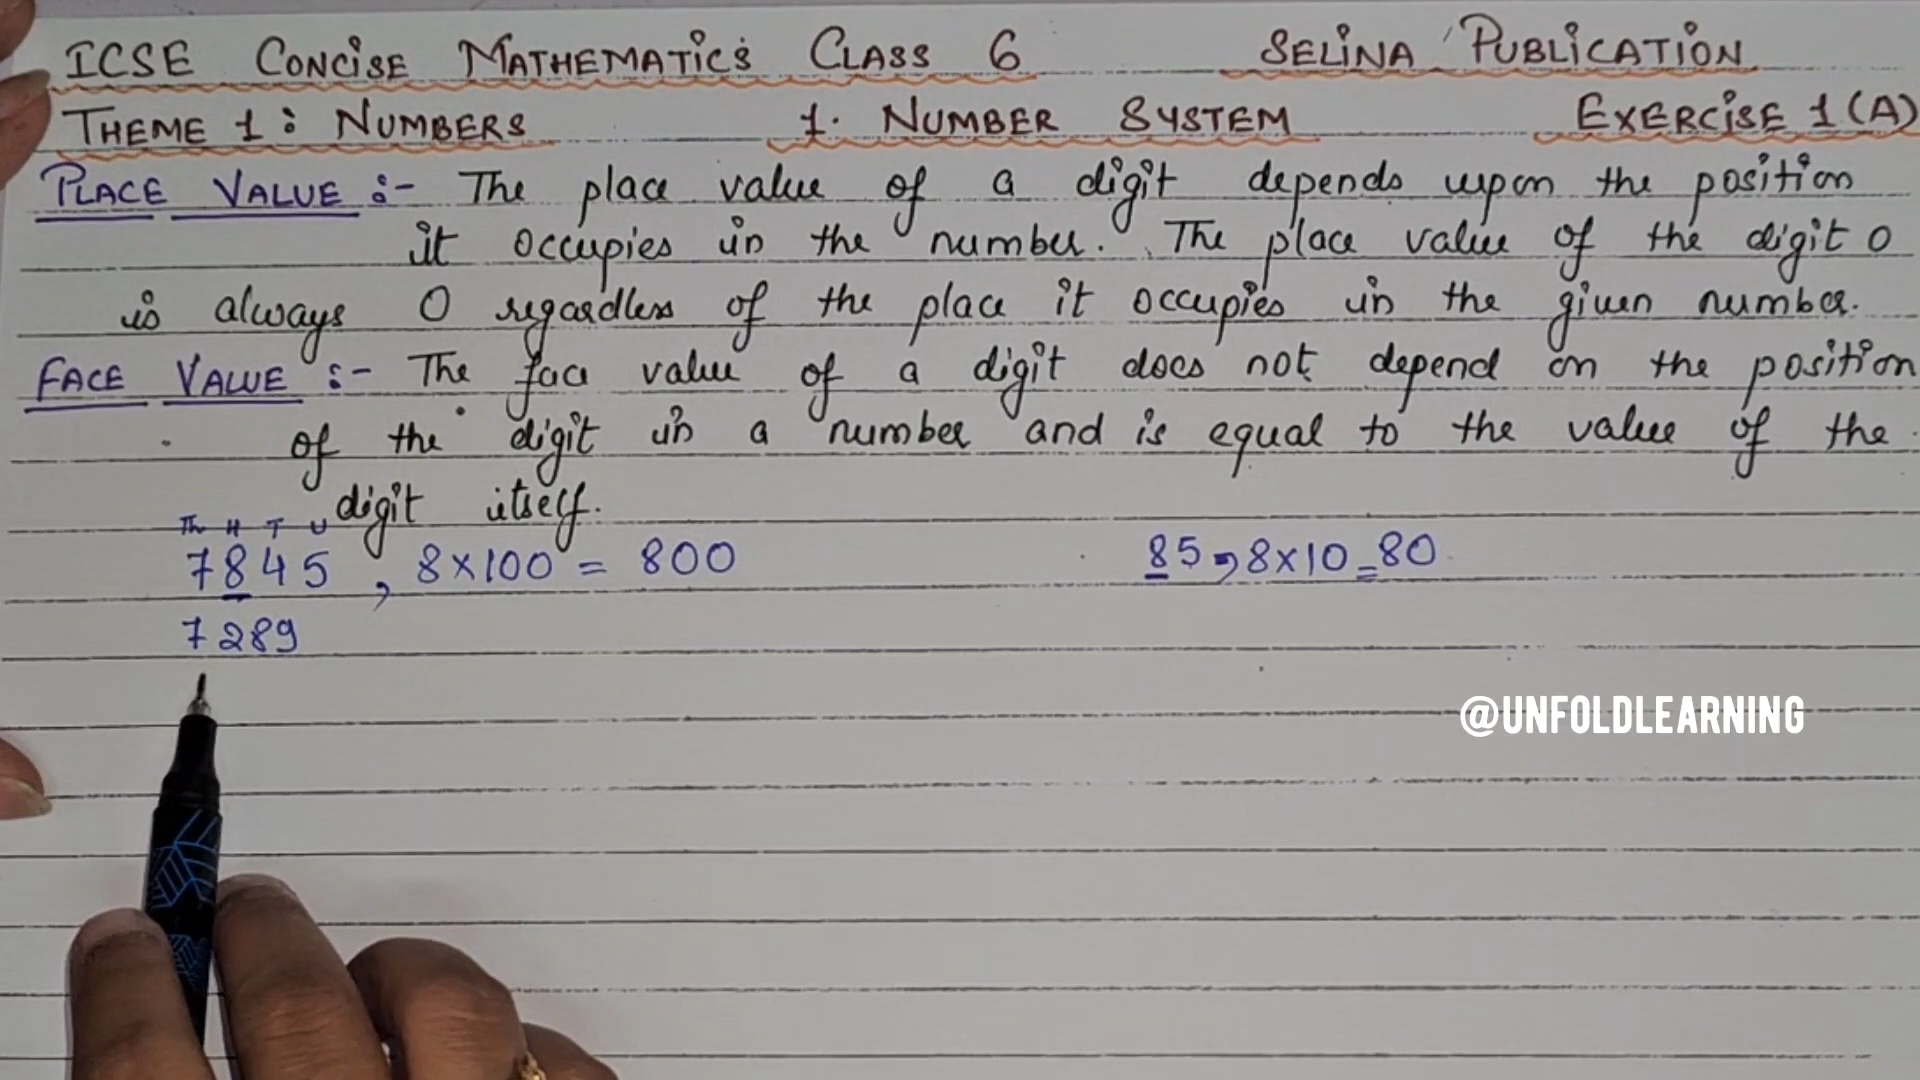 ICSE CONCISE MATHEMATICS CLASS 6 SELINA PUBLICATION
THEME 1: NUMBERS 1. NUMBER SYSTEM EXERCISE 1(A)
PLACE VALUE :- The place value of a digit depends upon the position
it occupies in the number. The place value of the digit 0
is always 0 regardless of the place it occupies in the given number.
FACE VALUE :- The face value of a digit does not depend on the position
of the digit in a number and is equal to the value of the
digit itself.
Th H T U
7845, 8×100 = 800 85, 8×10 = 80
7289
@UNFOLDLEARNING